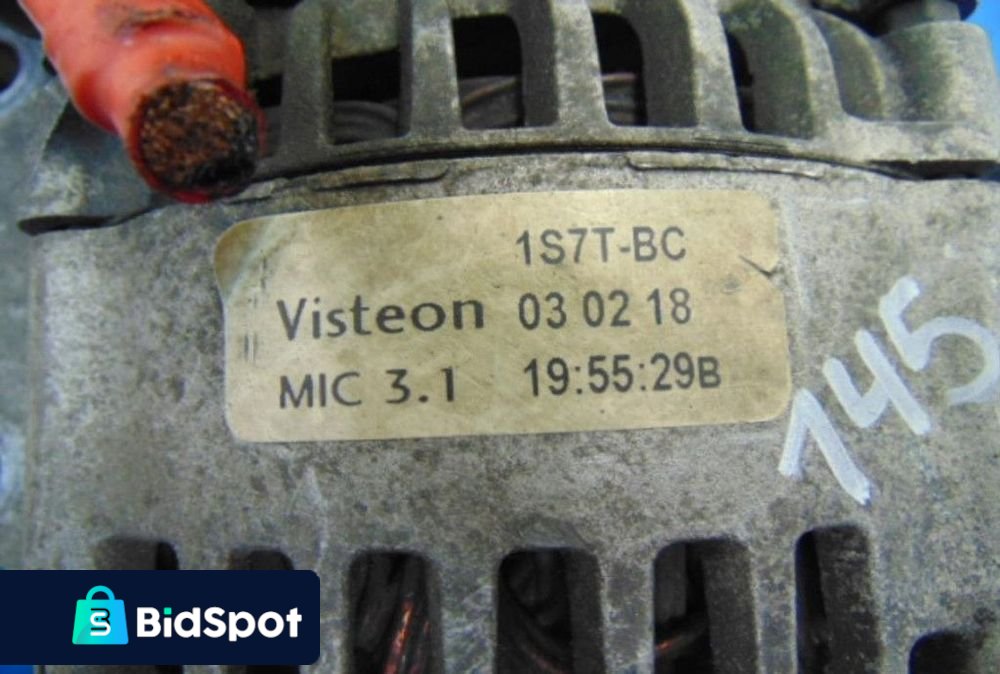 1S7T-BC
Visteon 03 02 18
MIC 3.1 19:55:29B
145
BidSpot